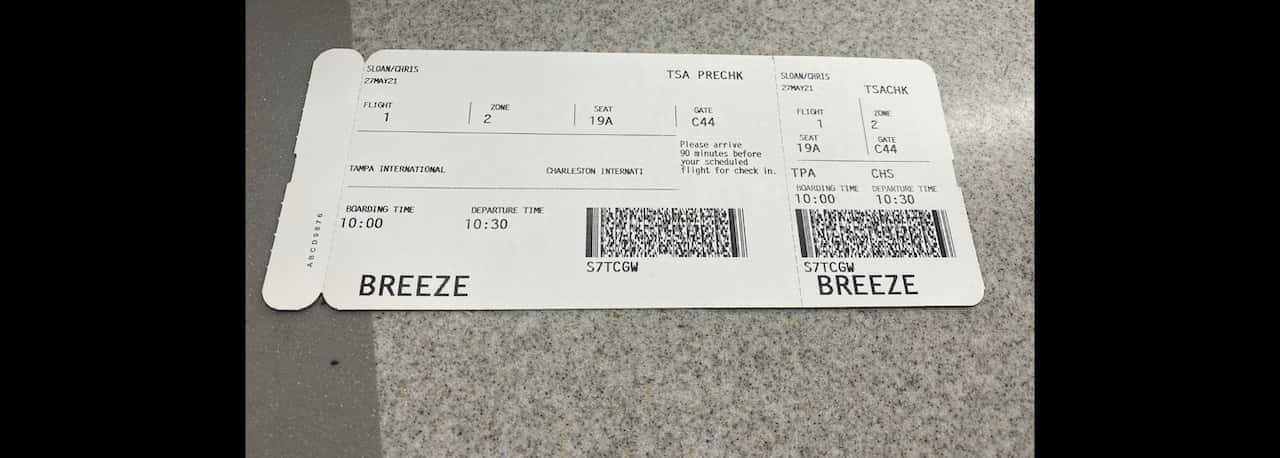 SLOAN/CHRIS
27MAY21
TSA PRECHK
FLIGHT ZONE SEAT GATE
1 2 19A C44
Please arrive
90 minutes before
your scheduled
flight for check in.
TAMPA INTERNATIONAL CHARLESTON INTERNATI
BOARDING TIME DEPARTURE TIME
10:00 10:30
S7TCGW
BREEZE
ABCD9876
SLOAN/CHRIS
27MAY21
TSACHK
FLIGHT ZONE
1 2
SEAT GATE
19A C44
TPA CHS
BOARDING TIME DEPARTURE TIME
10:00 10:30
S7TCGW
BREEZE